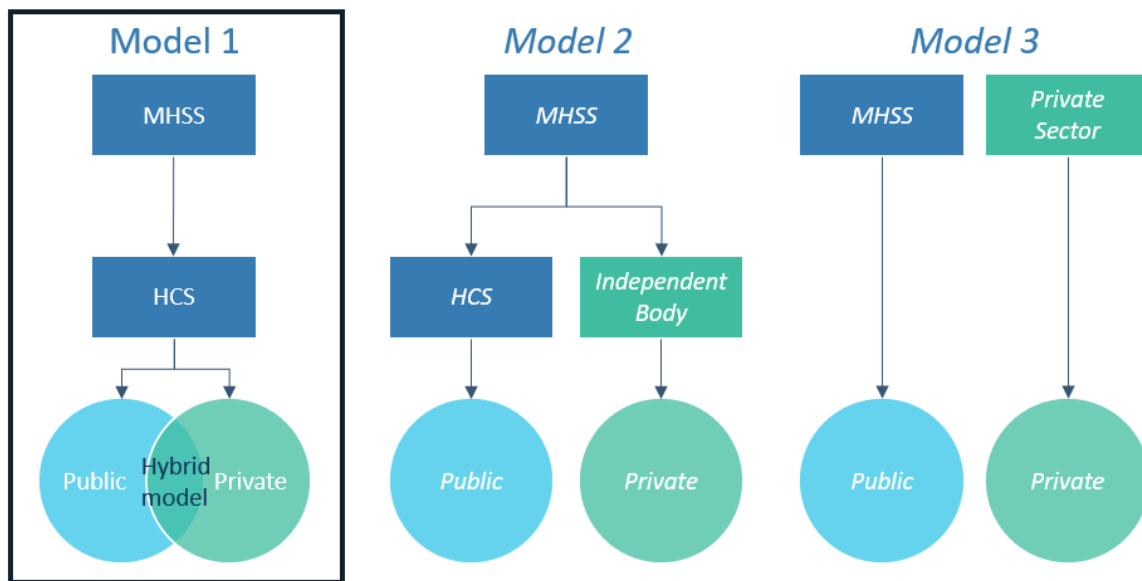 Model 1
MHSS
HCS
Public
Hybrid
model
Private
Model 2
MHSS
HCS
Independent
Body
Public
Private
Model 3
MHSS
Private
Sector
Public
Private